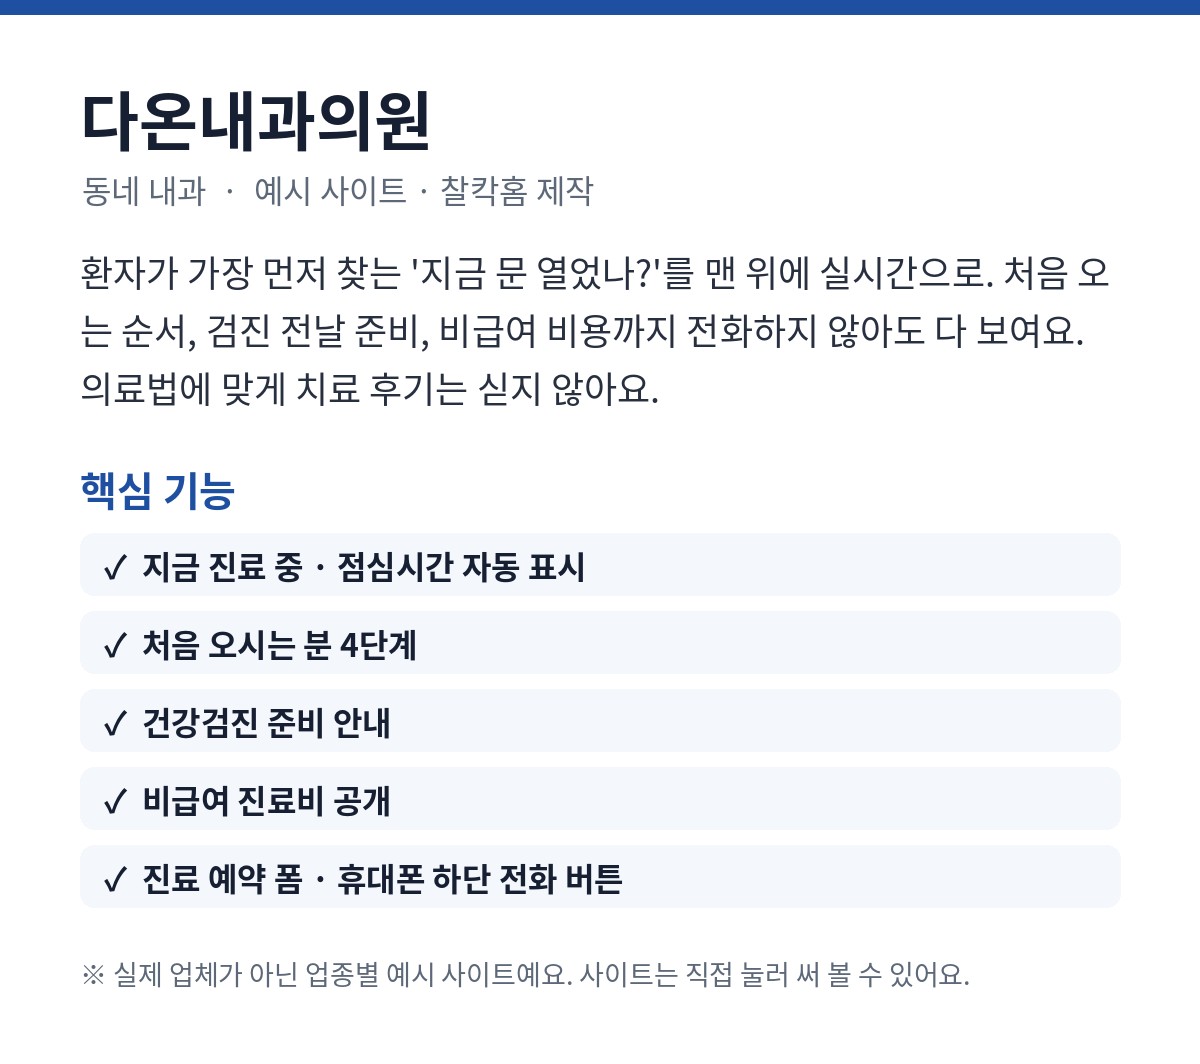 다온내과의원
동네 내과 · 예시 사이트 · 찰칵홈 제작
환자가 가장 먼저 찾는 '지금 문 열었나?'를 맨 위에 실시간으로. 처음 오
는 순서, 검진 전날 준비, 비급여 비용까지 전화하지 않아도 다 보여요.
의료법에 맞게 치료 후기는 싣지 않아요.
핵심 기능
✓ 지금 진료 중 · 점심시간 자동 표시
✓ 처음 오시는 분 4단계
✓ 건강검진 준비 안내
✓ 비급여 진료비 공개
✓ 진료 예약 폼 · 휴대폰 하단 전화 버튼
※ 실제 업체가 아닌 업종별 예시 사이트예요. 사이트는 직접 눌러 써 볼 수 있어요.